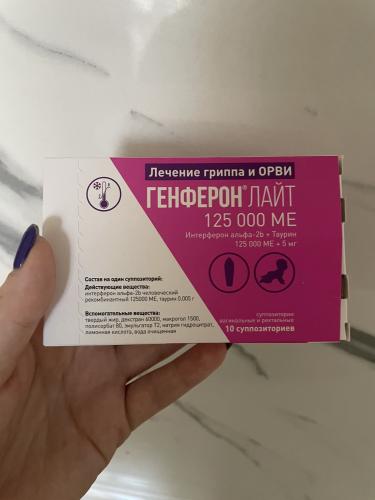 Лечение гриппа и ОРВИ
ГЕНФЕРОН® ЛАЙТ
125 000 МЕ
Интерферон альфа-2b + Таурин
125 000 МЕ + 5 мг
Состав на один суппозиторий:
Действующие вещества:
интерферон альфа-2b человеческий
рекомбинантный 125000 МЕ, таурин 0,005 г
Вспомогательные вещества:
твердый жир, декстран 60000, макрогол 1500,
полисорбат 80, эмульгатор Т2, натрия гидроцитрат,
лимонная кислота, вода очищенная
суппозитории
вагинальные и ректальные
10 суппозиториев